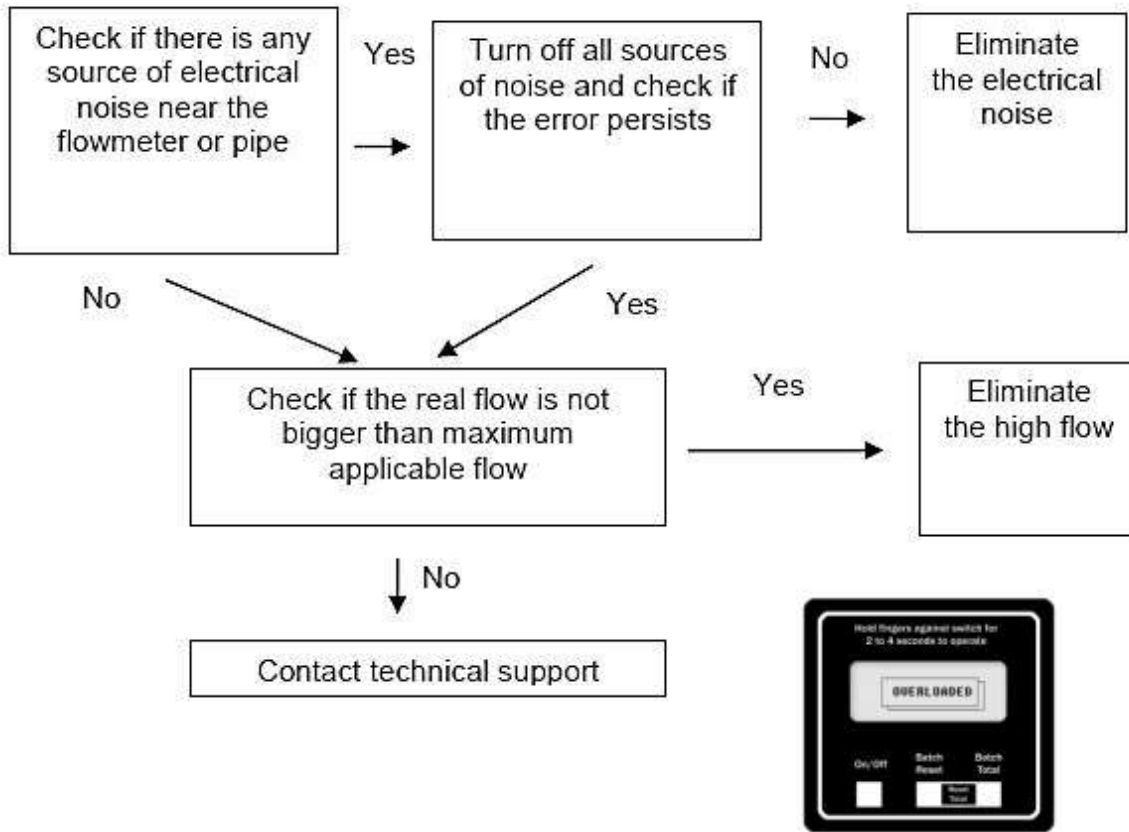 Check if there is any
source of electrical
noise near the
flowmeter or pipe
Yes
Turn off all sources
of noise and check if
the error persists
No
Eliminate
the electrical
noise
No
Yes
Check if the real flow is not
bigger than maximum
applicable flow
Yes
Eliminate
the high flow
No
Contact technical support
Hold fingers against switch for
2 to 4 seconds to operate
OVERLOADED
On/Off
Batch
Reset
Batch
Total
Reset
Total